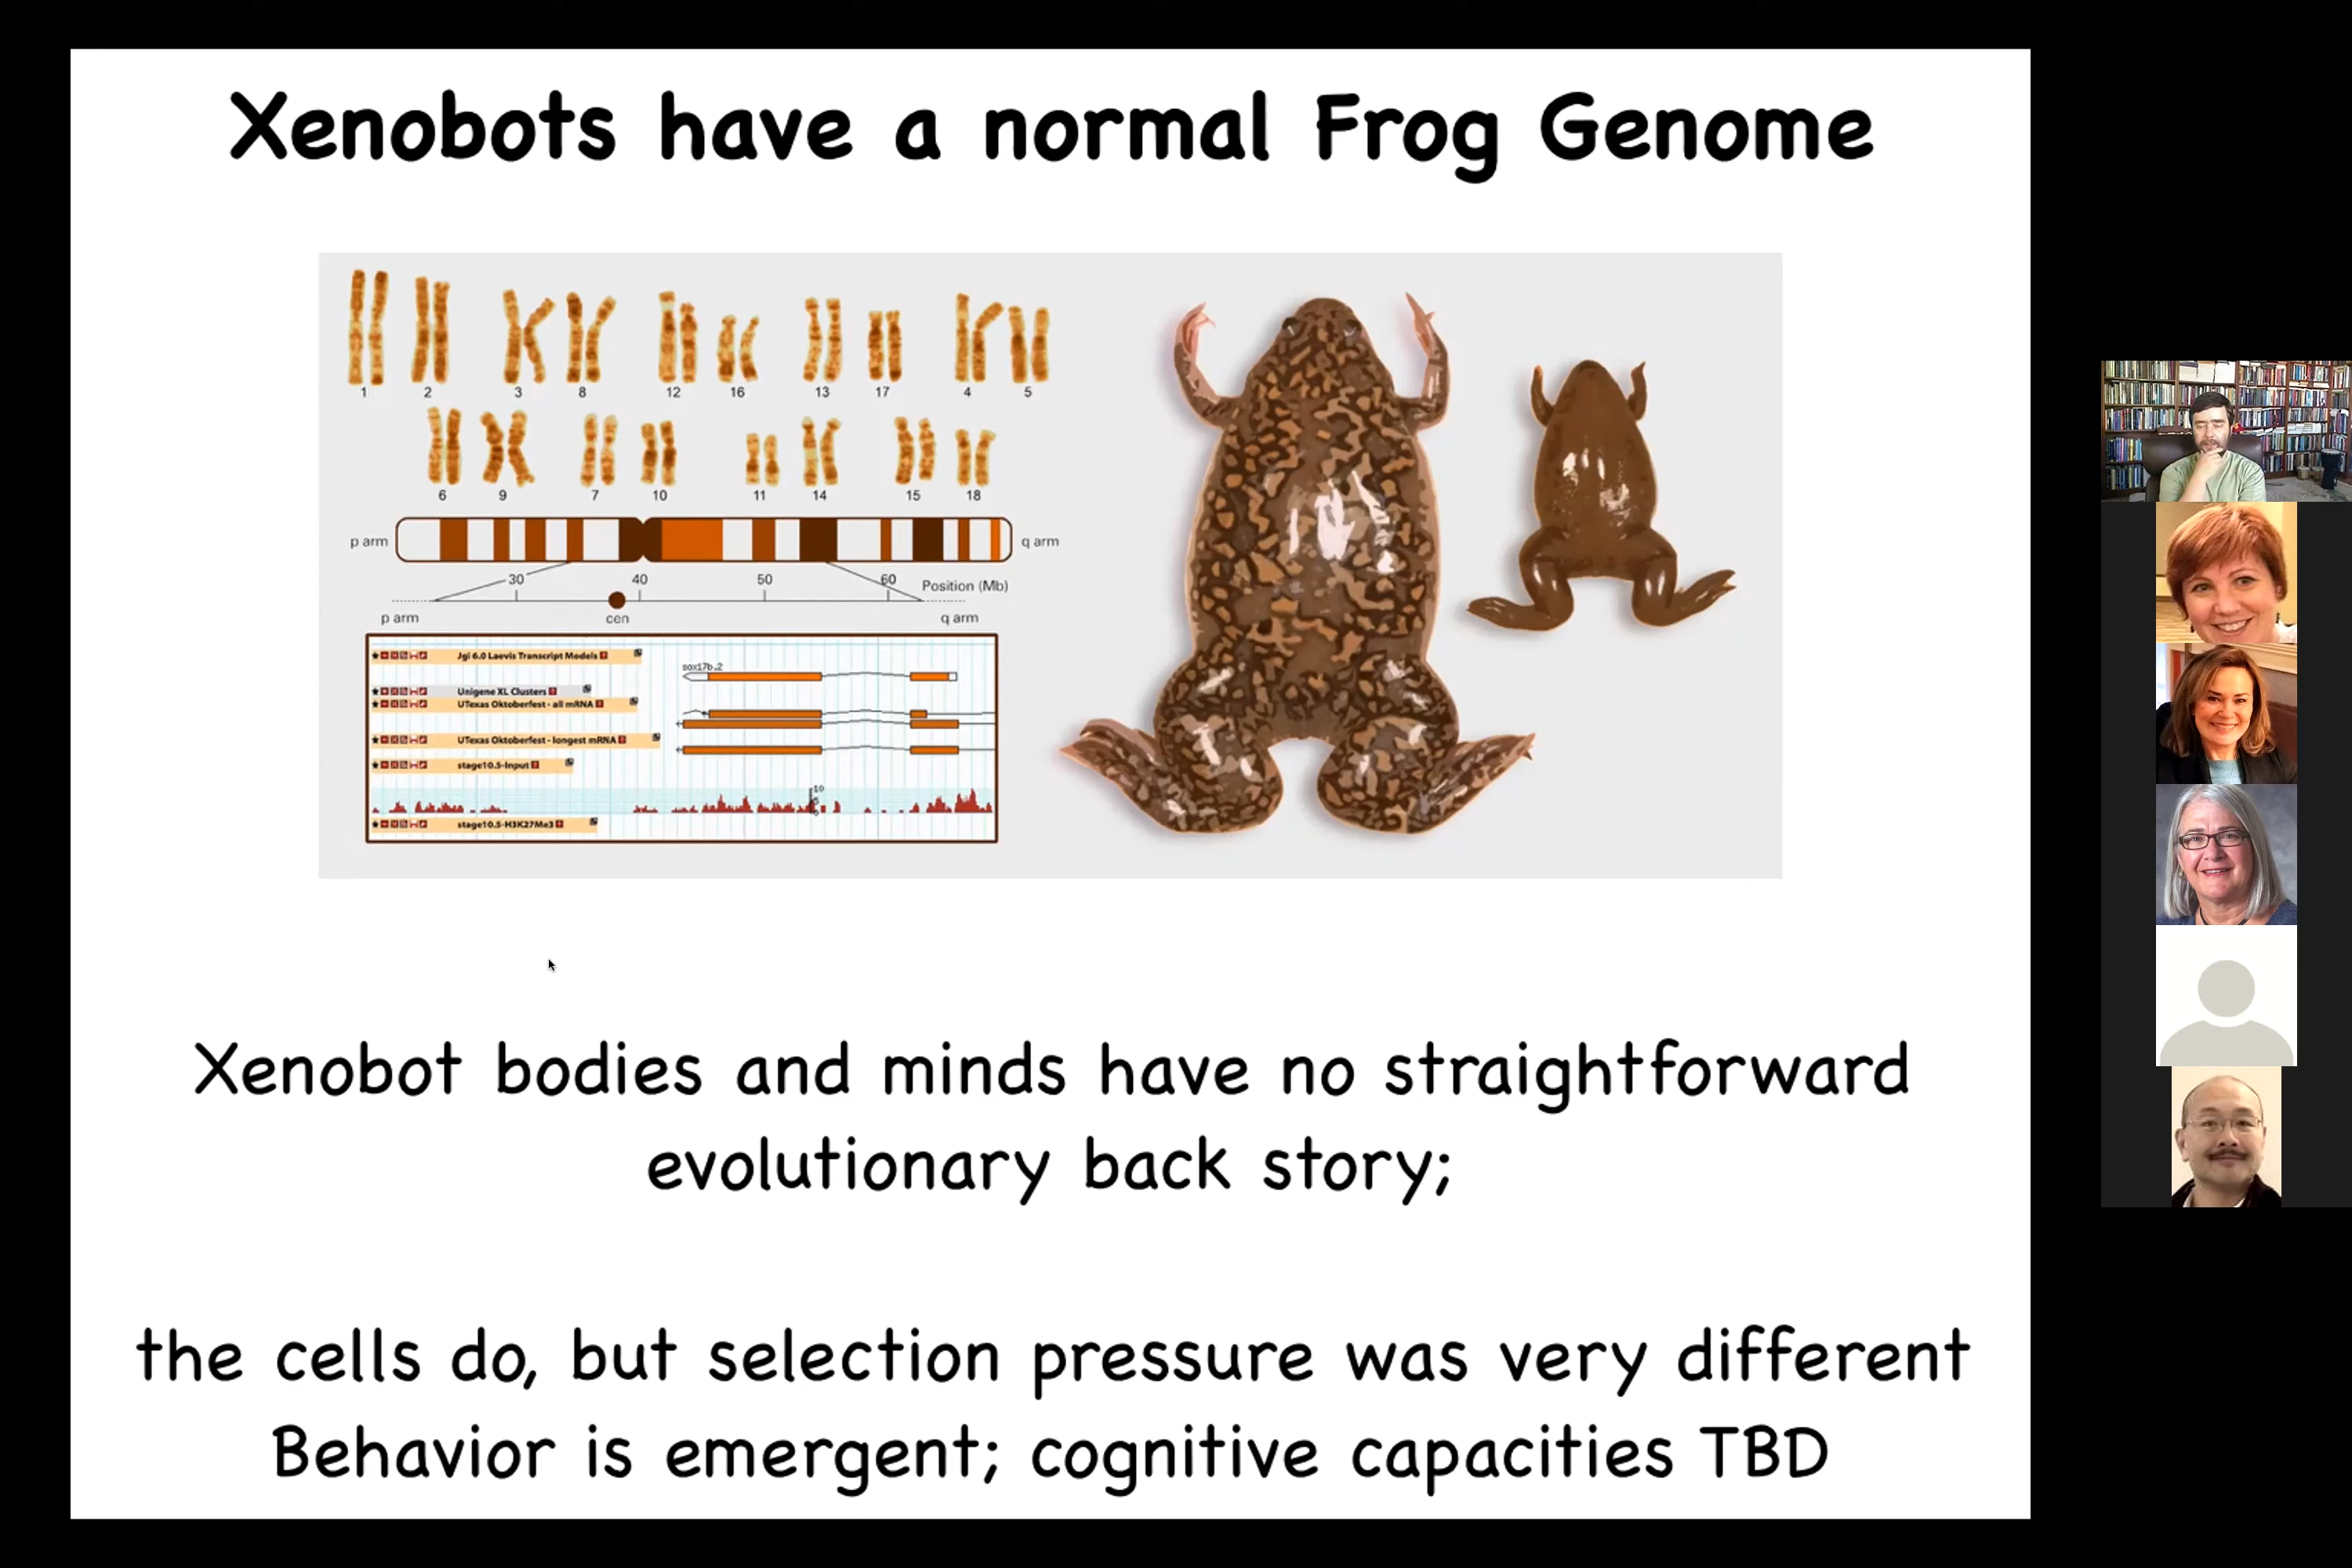 Xenobots have a normal Frog Genome
1 2 3 8 12 16 13 17 4 5
6 9 7 10 11 14 15 18
p arm q arm
30 40 50 60 Position (Mb)
p arm cen q arm
Jgi 6.0 Laevis Transcript Models
sox17b.2
Unigene XL Clusters
UTexas Oktoberfest - all mRNA
UTexas Oktoberfest - longest mRNA
stage10.5-Input
10
5
0
stage10.5-H3K27Me3
Xenobot bodies and minds have no straightforward
evolutionary back story;
the cells do, but selection pressure was very different
Behavior is emergent; cognitive capacities TBD